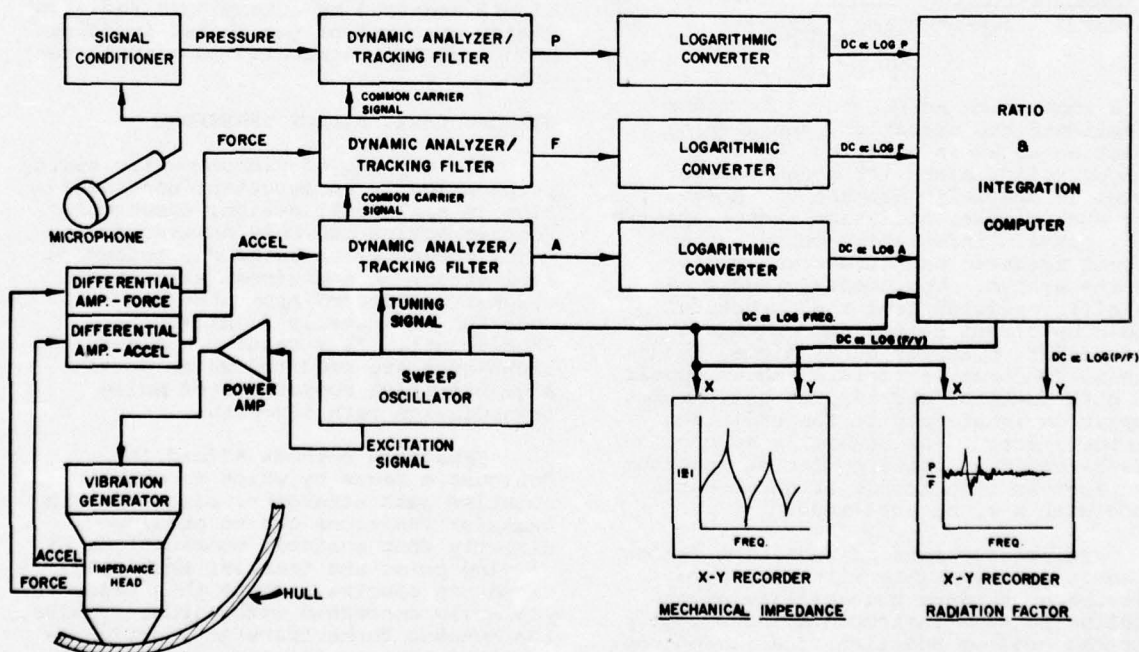 SIGNAL
CONDITIONER
PRESSURE
DYNAMIC ANALYZER/
TRACKING FILTER
P
LOGARITHMIC
CONVERTER
DC ∝ LOG P
COMMON CARRIER
SIGNAL
FORCE
DYNAMIC ANALYZER/
TRACKING FILTER
F
LOGARITHMIC
CONVERTER
DC ∝ LOG F
RATIO
&
INTEGRATION
COMPUTER
COMMON CARRIER
SIGNAL
MICROPHONE
ACCEL
DYNAMIC ANALYZER/
TRACKING FILTER
A
LOGARITHMIC
CONVERTER
DC ∝ LOG A
DIFFERENTIAL
AMP.-FORCE
DIFFERENTIAL
AMP.-ACCEL
TUNING
SIGNAL
DC ∝ LOG FREQ.
DC ∝ LOG (F/V)
DC ∝ LOG(P/F)
POWER
AMP
SWEEP
OSCILLATOR
X
Y
X
Y
EXCITATION
SIGNAL
VIBRATION
GENERATOR
|Z|
FREQ.
P
F
FREQ.
ACCEL
FORCE
IMPEDANCE
HEAD
HULL
X-Y RECORDER
MECHANICAL IMPEDANCE
X-Y RECORDER
RADIATION FACTOR